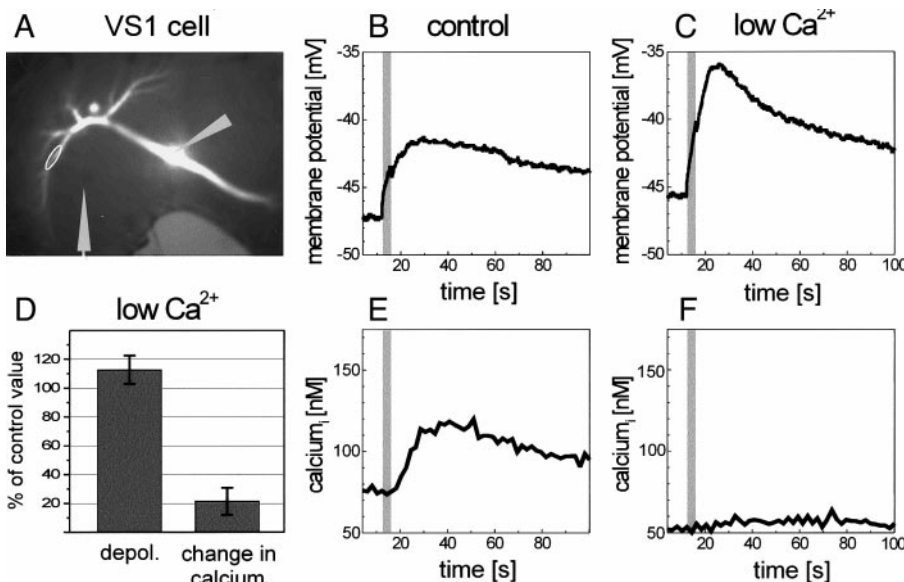 A VS1 cell
B control
membrane potential [mV]
-35
-40
-45
-50
20 40 60 80
time [s]
C low Ca2+
membrane potential [mV]
-35
-40
-45
-50
20 40 60 80 100
time [s]
D low Ca2+
% of control value
120
100
80
60
40
20
depol.
change in
calcium
E
calciumi [nM]
150
100
50
20 40 60 80
time [s]
F
calciumi [nM]
150
100
50
20 40 60 80 100
time [s]